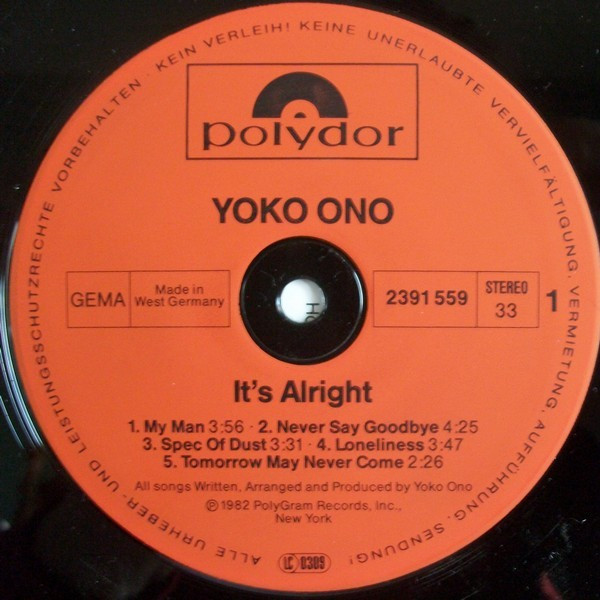 ALLE URHEBER- UND LEISTUNGSSCHUTZRECHTE VORBEHALTEN · KEIN VERLEIH! KEINE UNERLAUBTE VERVIELFÄLTIGUNG, VERMIETUNG, AUFFÜHRUNG, SENDUNG!
polydor
YOKO ONO
GEMA
Made in
West Germany
2391 559
STEREO
33
1
It's Alright
1. My Man 3:56 · 2. Never Say Goodbye 4:25
3. Spec Of Dust 3:31 · 4. Loneliness 3:47
5. Tomorrow May Never Come 2:26
All songs Written, Arranged and Produced by Yoko Ono
Ⓟ 1982 PolyGram Records, Inc.,
New York
LC 0309